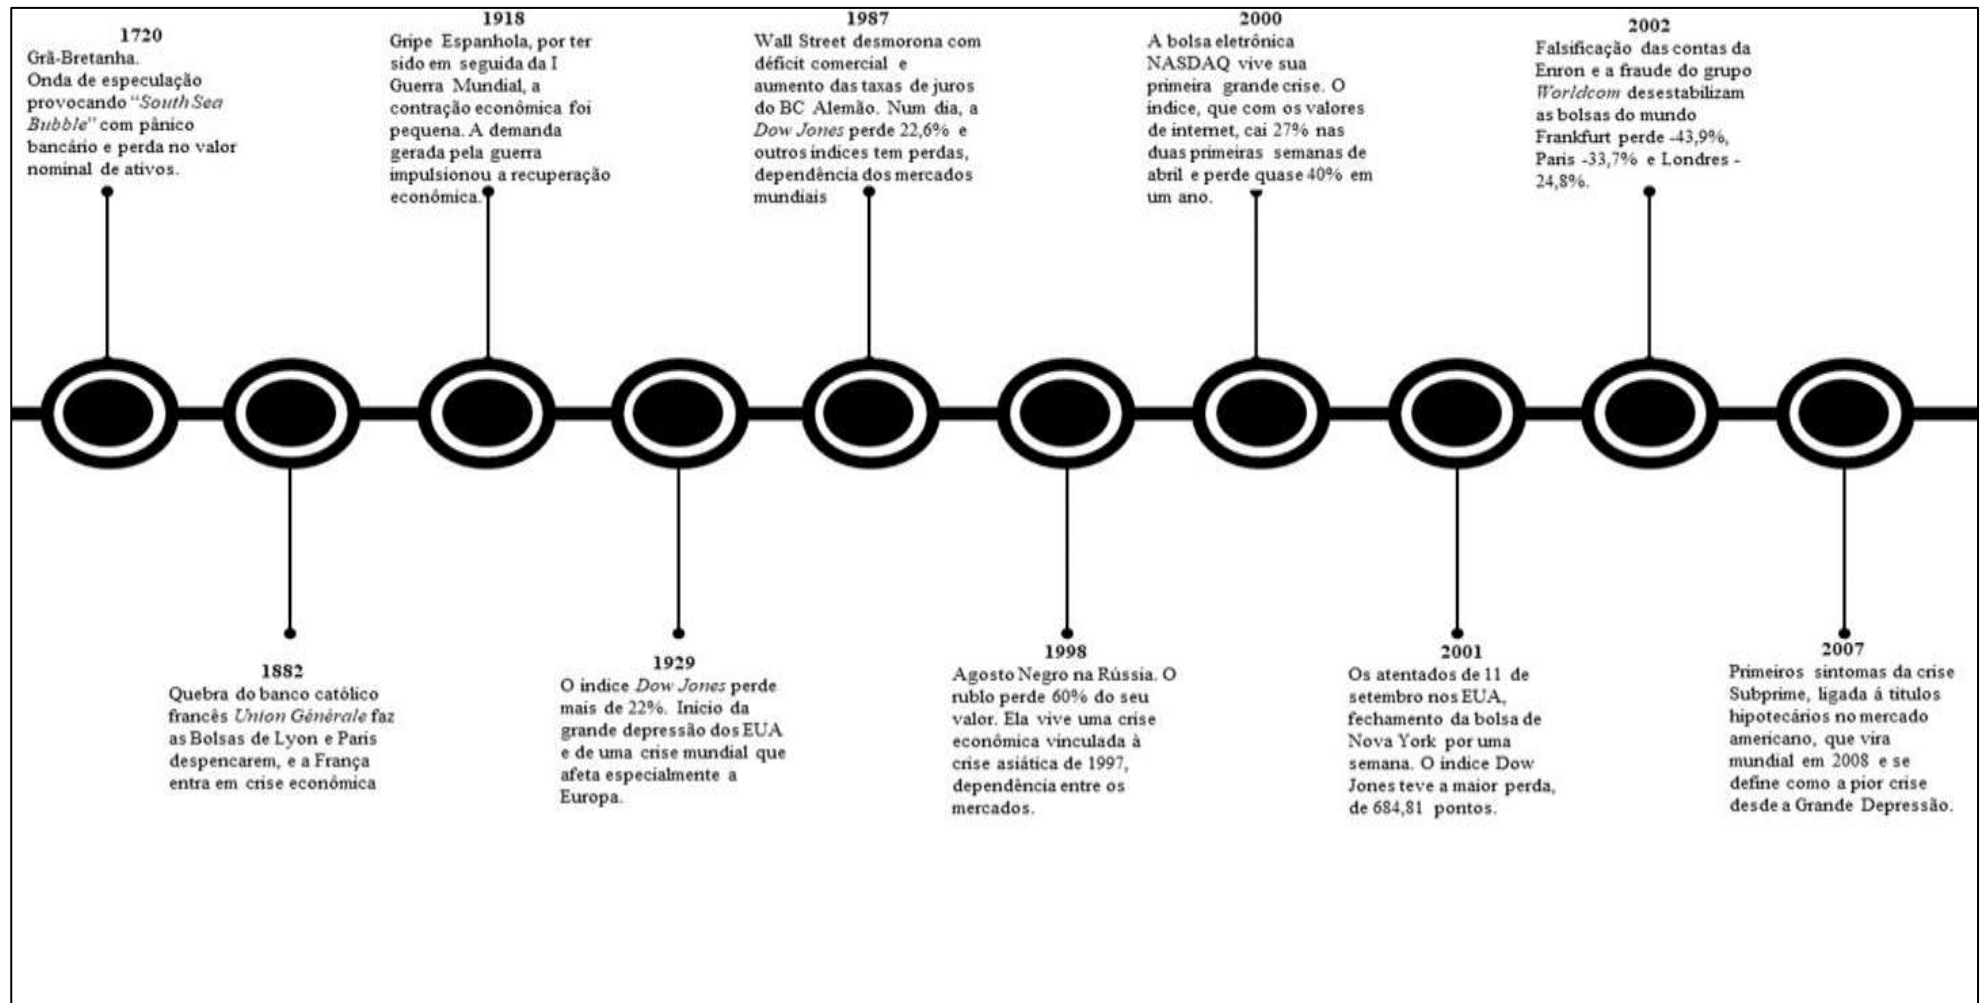 1720
Grã-Bretanha.
Onda de especulação
provocando “South Sea
Bubble” com pânico
bancário e perda no valor
nominal de ativos.
1882
Quebra do banco católico
francês Union Générale faz
as Bolsas de Lyon e Paris
despencarem, e a França
entra em crise econômica
1918
Gripe Espanhola, por ter
sido em seguida da I
Guerra Mundial, a
contração econômica foi
pequena. A demanda
gerada pela guerra
impulsionou a recuperação
econômica.
1929
O índice Dow Jones perde
mais de 22%. Início da
grande depressão dos EUA
e de uma crise mundial que
afeta especialmente a
Europa.
1987
Wall Street desmorona com
déficit comercial e
aumento das taxas de juros
do BC Alemão. Num dia, a
Dow Jones perde 22,6% e
outros índices tem perdas,
dependência dos mercados
mundiais
1998
Agosto Negro na Rússia. O
rublo perde 60% do seu
valor. Ela vive uma crise
econômica vinculada à
crise asiática de 1997,
dependência entre os
mercados.
2000
A bolsa eletrônica
NASDAQ vive sua
primeira grande crise. O
índice, que com os valores
de internet, cai 27% nas
duas primeiras semanas de
abril e perde quase 40% em
um ano.
2001
Os atentados de 11 de
setembro nos EUA,
fechamento da bolsa de
Nova York por uma
semana. O índice Dow
Jones teve a maior perda,
de 684,81 pontos.
2002
Falsificação das contas da
Enron e a fraude do grupo
Worldcom desestabilizam
as bolsas do mundo
Frankfurt perde -43,9%,
Paris -33,7% e Londres -
24,8%.
2007
Primeiros sintomas da crise
Subprime, ligada á títulos
hipotecários no mercado
americano, que vira
mundial em 2008 e se
define como a pior crise
desde a Grande Depressão.